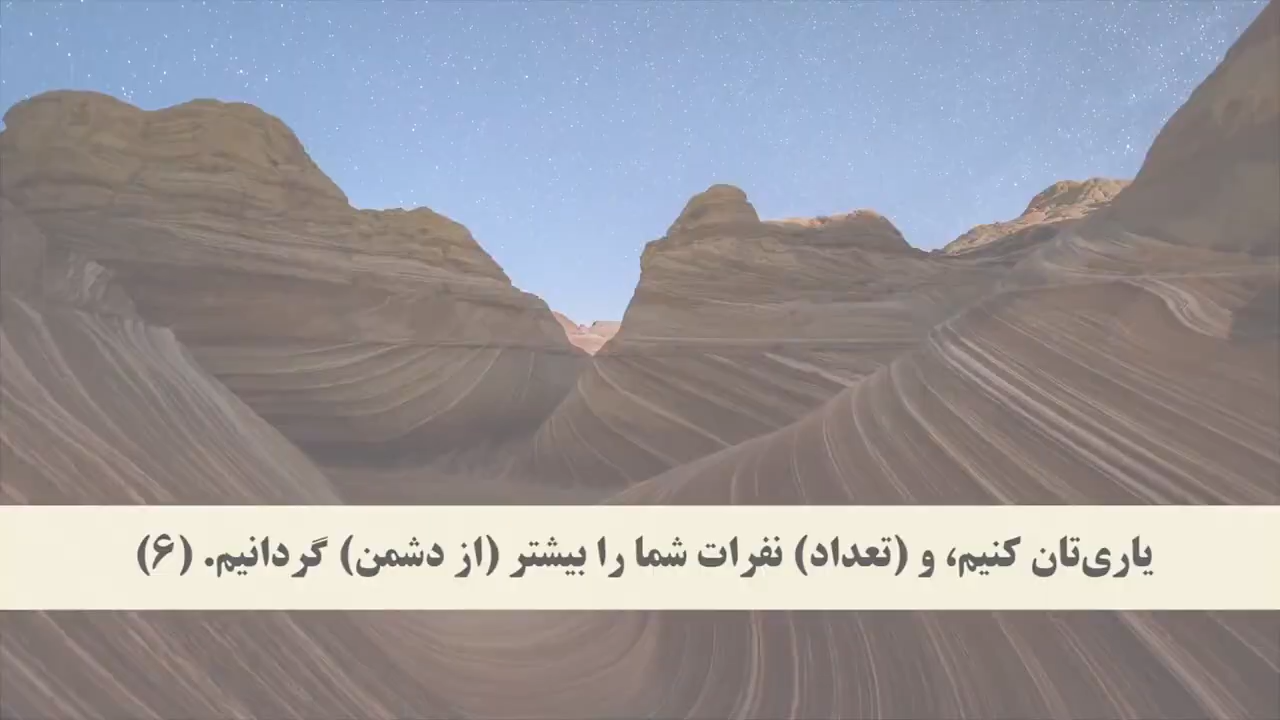 یاری‌تان کنیم، و (تعداد) نفرات شما را بیشتر (از دشمن) گردانیم. (۶)